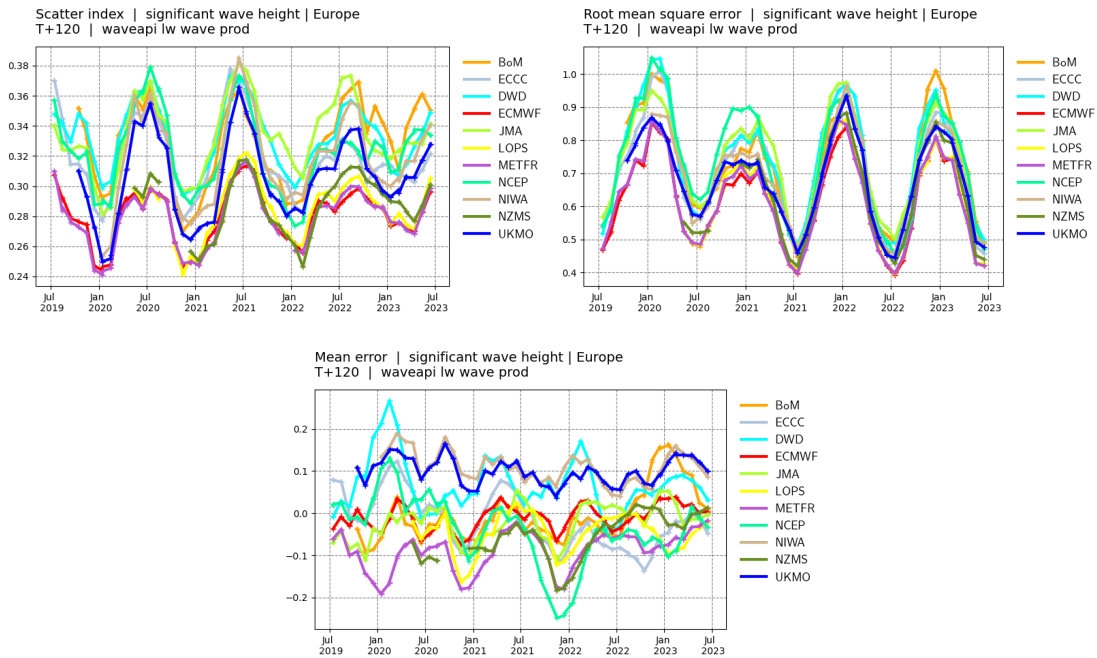 Scatter index | significant wave height | Europe
T+120 | waveapi lw wave prod
0.38
0.36
0.34
0.32
0.30
0.28
0.26
0.24
Jul 2019
Jan 2020
Jul 2020
Jan 2021
Jul 2021
Jan 2022
Jul 2022
Jan 2023
Jul 2023
BoM
ECCC
DWD
ECMWF
JMA
LOPS
METFR
NCEP
NIWA
NZMS
UKMO
Root mean square error | significant wave height | Europe
T+120 | waveapi lw wave prod
1.0
0.9
0.8
0.7
0.6
0.5
0.4
Jul 2019
Jan 2020
Jul 2020
Jan 2021
Jul 2021
Jan 2022
Jul 2022
Jan 2023
Jul 2023
BoM
ECCC
DWD
ECMWF
JMA
LOPS
METFR
NCEP
NIWA
NZMS
UKMO
Mean error | significant wave height | Europe
T+120 | waveapi lw wave prod
0.2
0.1
0.0
−0.1
−0.2
Jul 2019
Jan 2020
Jul 2020
Jan 2021
Jul 2021
Jan 2022
Jul 2022
Jan 2023
Jul 2023
BoM
ECCC
DWD
ECMWF
JMA
LOPS
METFR
NCEP
NIWA
NZMS
UKMO